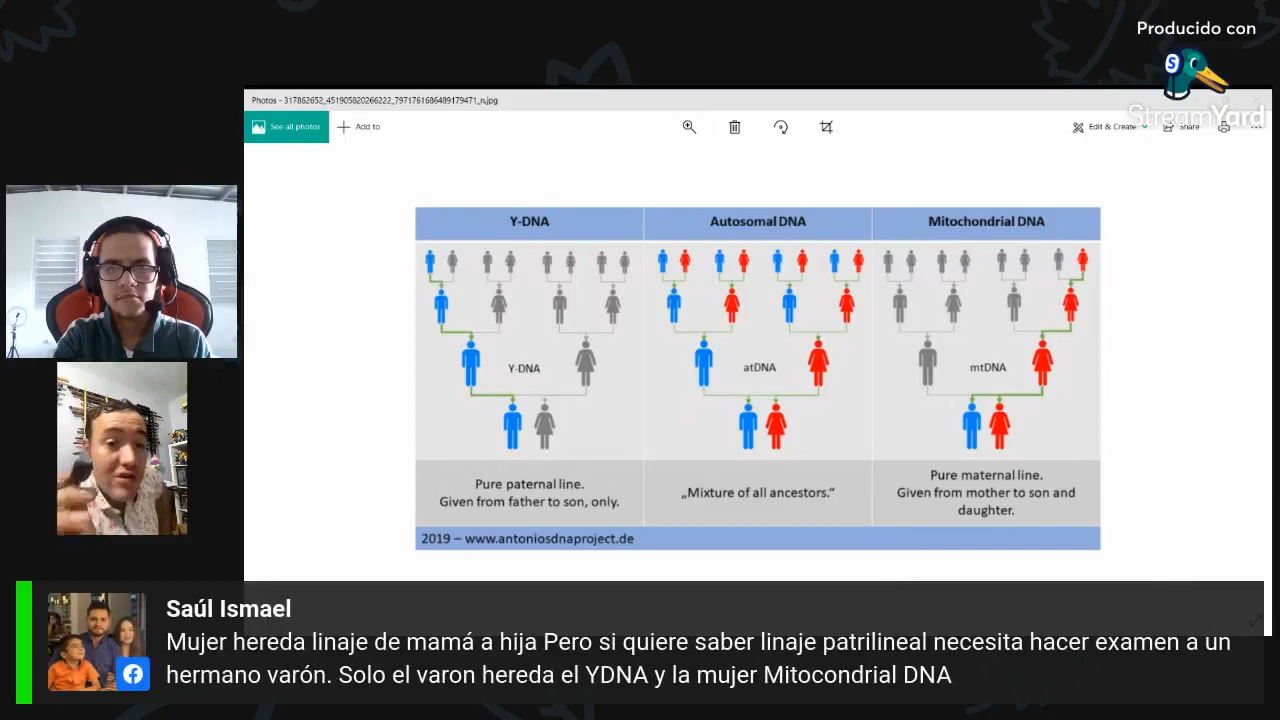 Producido con
StreamYard
Photos - 317862652_451905820266222_7971761686489179471_n.jpg
See all photos
Add to
Edit & Create
Share
Y-DNA
Autosomal DNA
Mitochondrial DNA
Y-DNA
atDNA
mtDNA
Pure paternal line.
Given from father to son, only.
„Mixture of all ancestors.“
Pure maternal line.
Given from mother to son and
daughter.
2019 – www.antoniosdnaproject.de
Saúl Ismael
Mujer hereda linaje de mamá a hija Pero si quiere saber linaje patrilineal necesita hacer examen a un
hermano varón. Solo el varon hereda el YDNA y la mujer Mitocondrial DNA